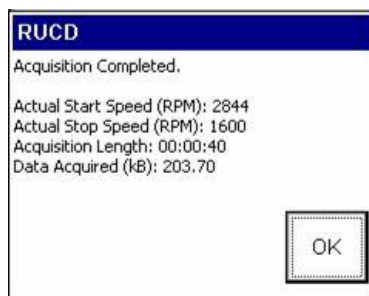 RUCD
Acquisition Completed.
Actual Start Speed (RPM): 2844
Actual Stop Speed (RPM): 1600
Acquisition Length: 00:00:40
Data Acquired (kB): 203.70
OK